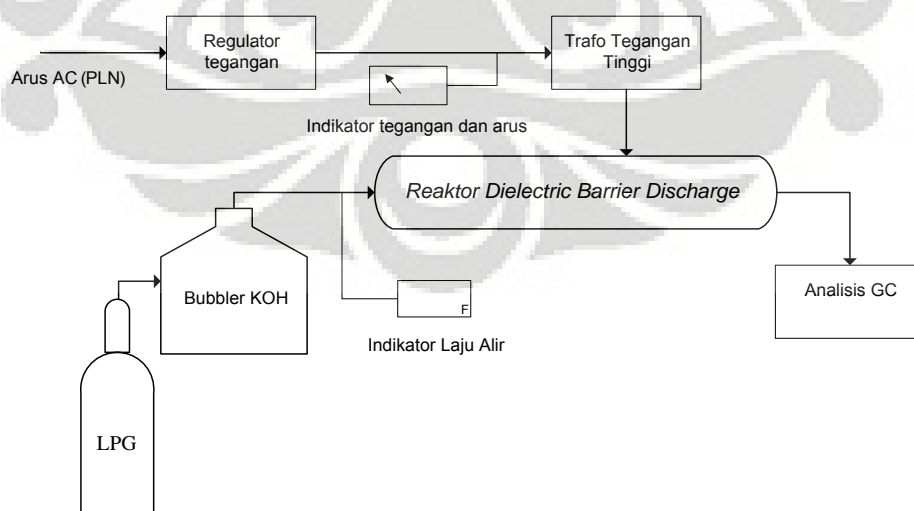 Regulator
tegangan
Trafo Tegangan
Tinggi
Arus AC (PLN)
Indikator tegangan dan arus
Reaktor Dielectric Barrier Discharge
Bubbler KOH
Analisis GC
F
Indikator Laju Alir
LPG